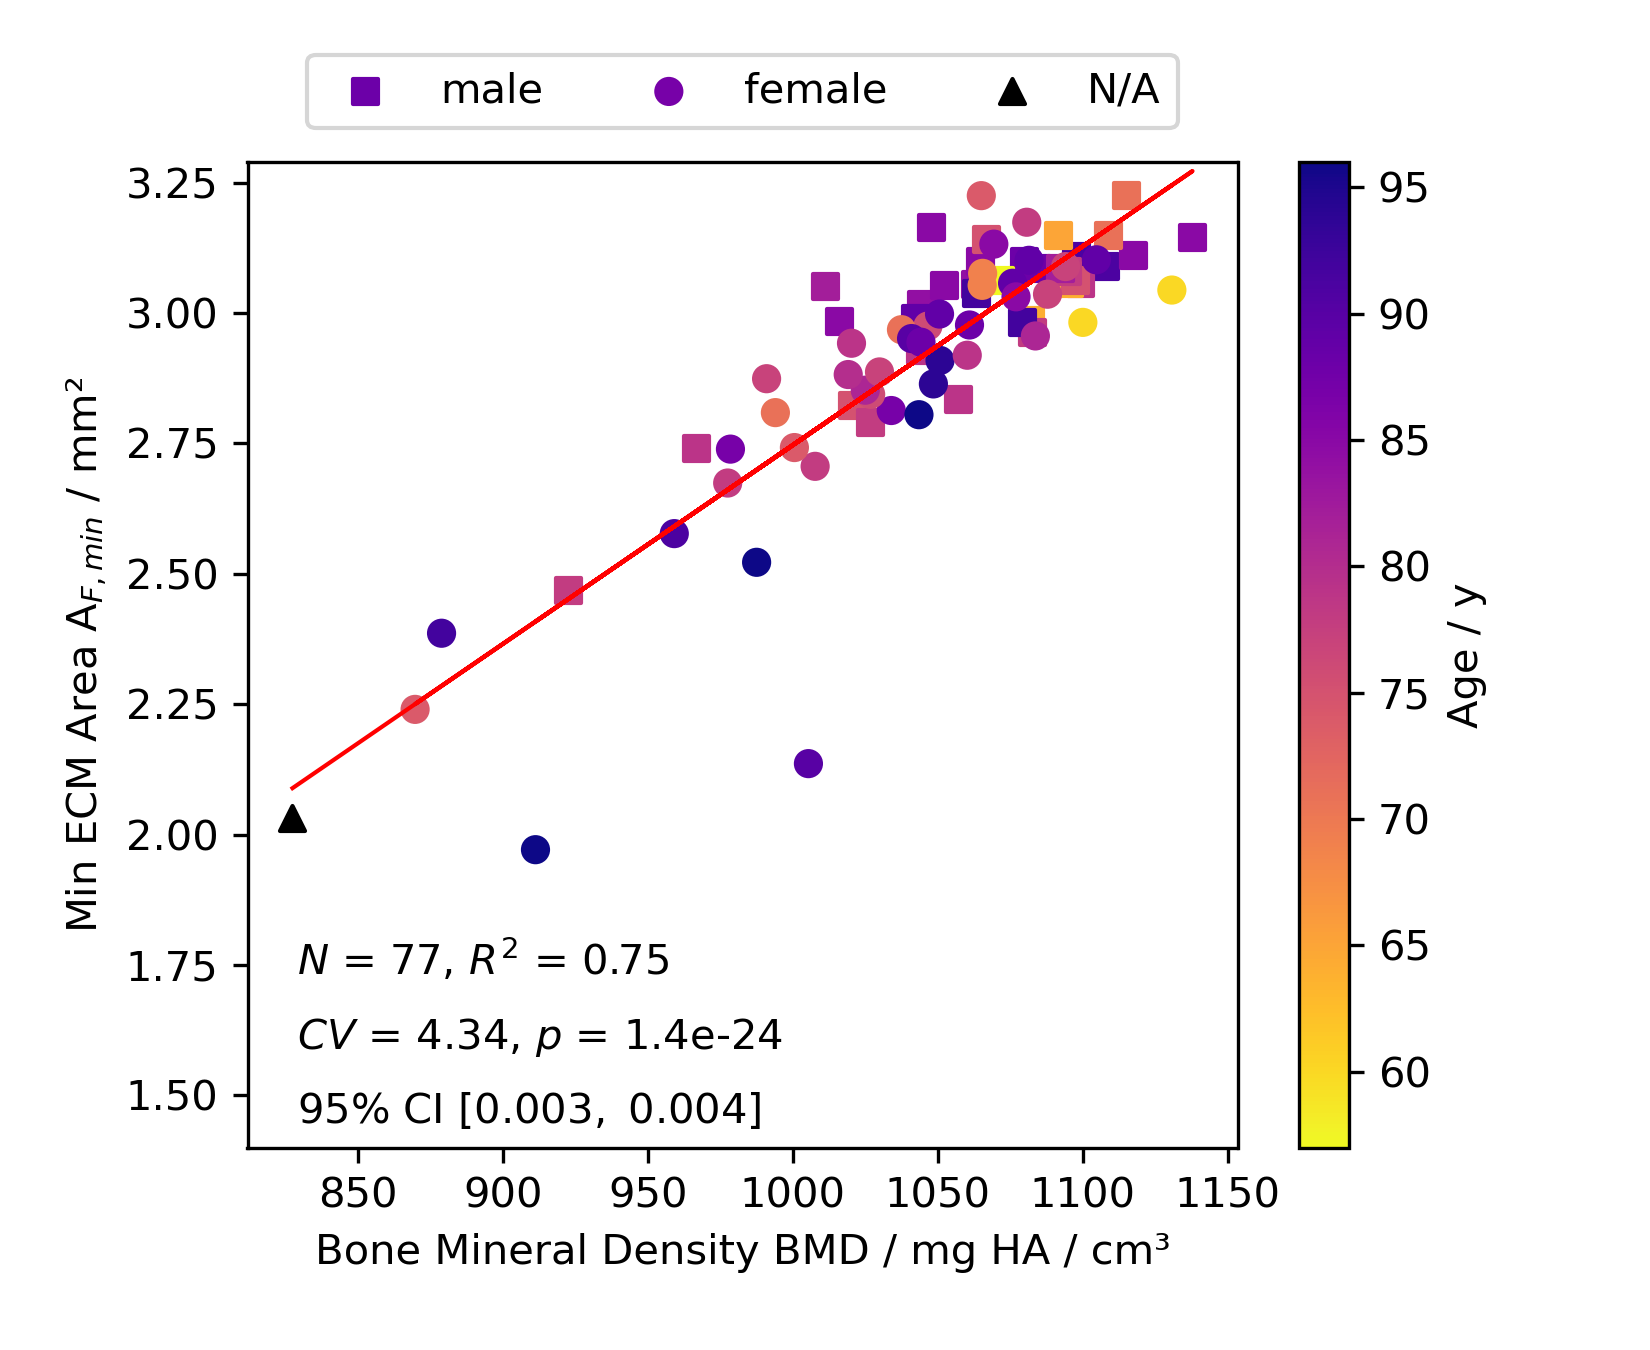 male female N/A
3.25
3.00
2.75
2.50
2.25
2.00
1.75
1.50
Min ECM Area A_F,min / mm²
N = 77, R² = 0.75
CV = 4.34, p = 1.4e-24
95% CI [0.003, 0.004]
850 900 950 1000 1050 1100 1150
Bone Mineral Density BMD / mg HA / cm³
95
90
85
80
75
70
65
60
Age / y